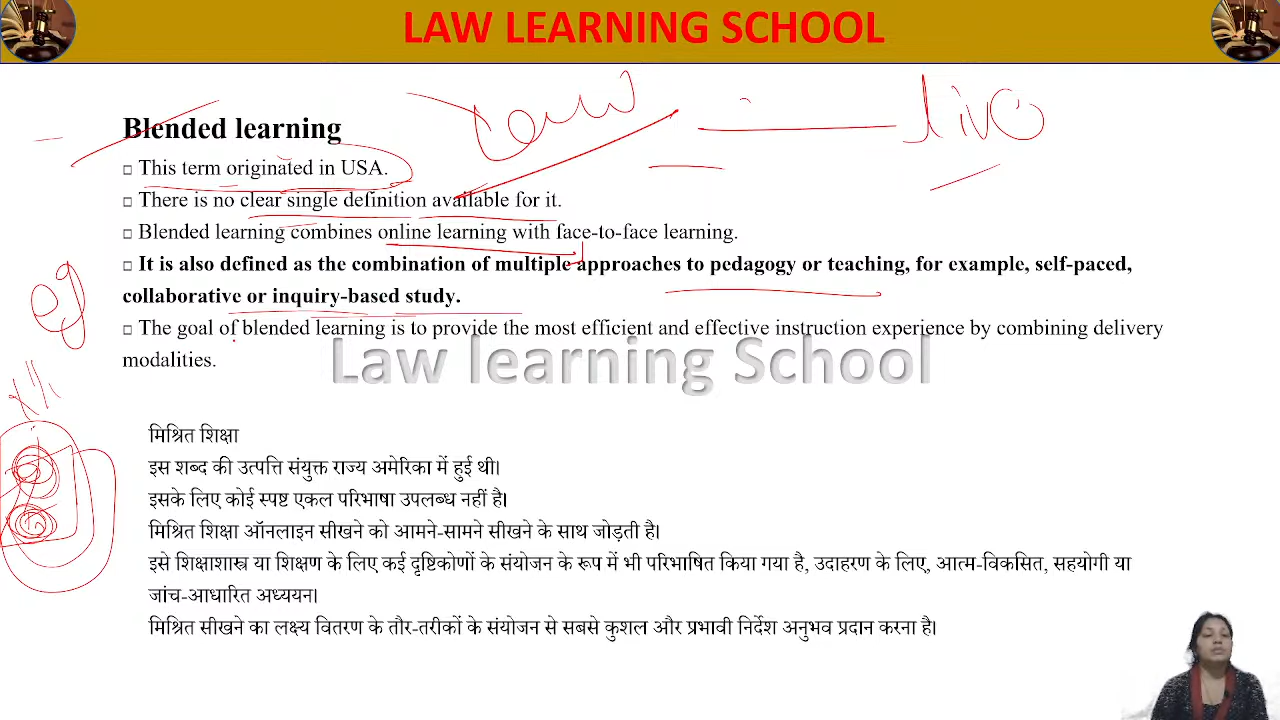 LAW LEARNING SCHOOL
live
Blended learning
□ This term originated in USA.
□ There is no clear single definition available for it.
□ Blended learning combines online learning with face-to-face learning.
□ It is also defined as the combination of multiple approaches to pedagogy or teaching, for example, self-paced,
collaborative or inquiry-based study.
eg
□ The goal of blended learning is to provide the most efficient and effective instruction experience by combining delivery
modalities.
Law learning School
मिश्रित शिक्षा
इस शब्द की उत्पत्ति संयुक्त राज्य अमेरिका में हुई थी।
इसके लिए कोई स्पष्ट एकल परिभाषा उपलब्ध नहीं है।
मिश्रित शिक्षा ऑनलाइन सीखने को आमने-सामने सीखने के साथ जोड़ती है।
इसे शिक्षाशास्त्र या शिक्षण के लिए कई दृष्टिकोणों के संयोजन के रूप में भी परिभाषित किया गया है, उदाहरण के लिए, आत्म-विकसित, सहयोगी या
जांच-आधारित अध्ययन।
मिश्रित सीखने का लक्ष्य वितरण के तौर-तरीकों के संयोजन से सबसे कुशल और प्रभावी निर्देश अनुभव प्रदान करना है।